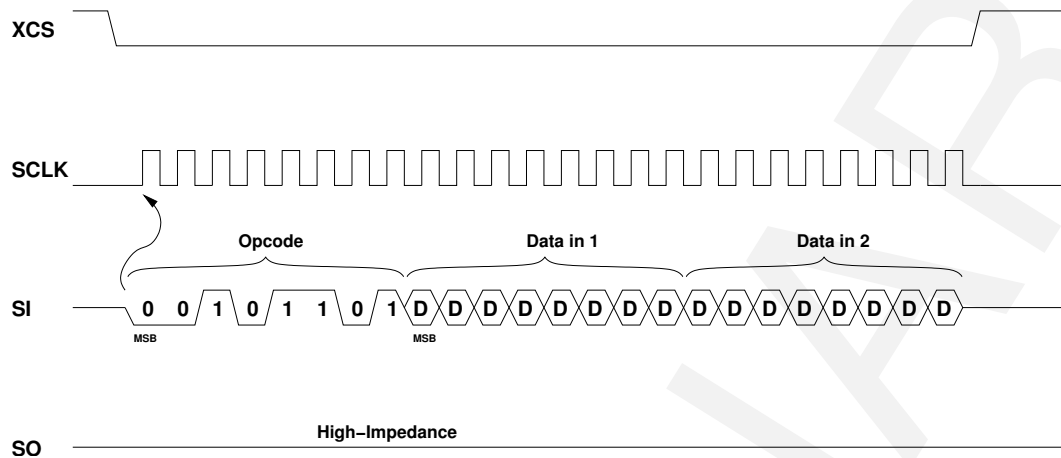 XCS
SCLK
Opcode Data in 1 Data in 2
SI 0 0 1 0 1 1 0 1 D D D D D D D D D D D D D D D D
MSB MSB
High−Impedance
SO